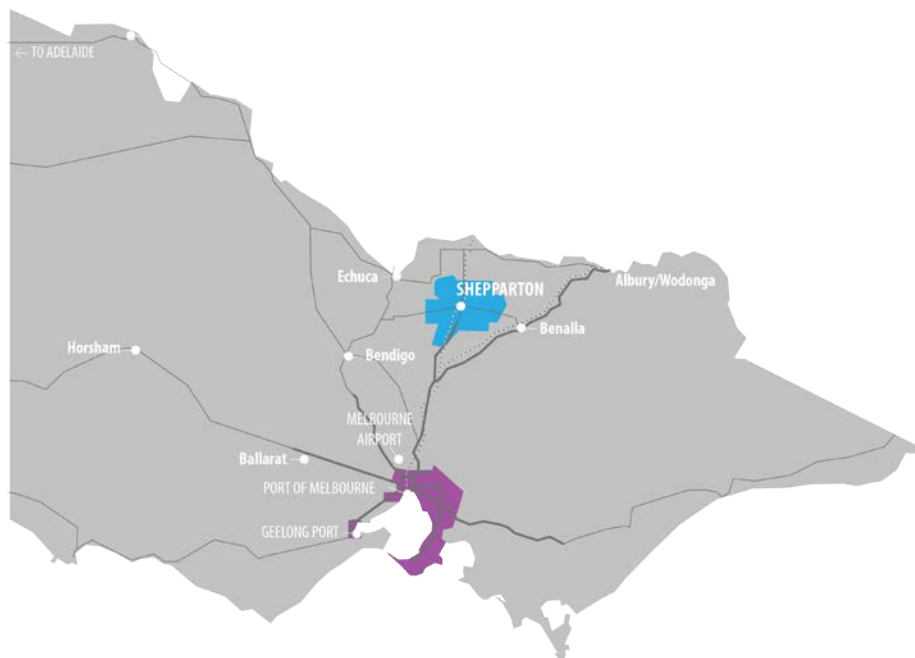 ← TO ADELAIDE
Echuca
SHEPPARTON
Albury/Wodonga
Benalla
Horsham
Bendigo
MELBOURNE
AIRPORT
Ballarat
PORT OF MELBOURNE
GEELONG PORT